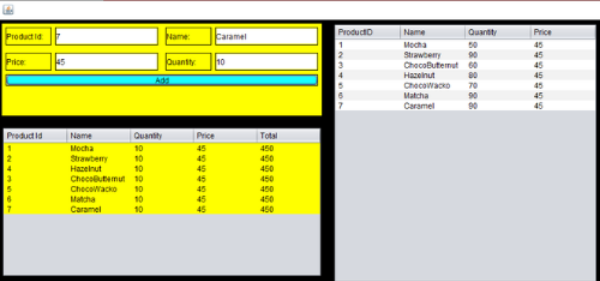 Product Id: 7 Name: Caramel
Price: 45 Quantity: 10
Add
Product Id Name Quantity Price Total
1 Mocha 10 45 450
2 Strawberry 10 45 450
4 Hazelnut 10 45 450
3 ChocoButternut 10 45 450
5 ChocoWacko 10 45 450
6 Matcha 10 45 450
7 Caramel 10 45 450
ProductID Name Quantity Price
1 Mocha 50 45
2 Strawberry 90 45
3 ChocoButternut 60 45
4 Hazelnut 80 45
5 ChocoWacko 70 45
6 Matcha 90 45
7 Caramel 90 45